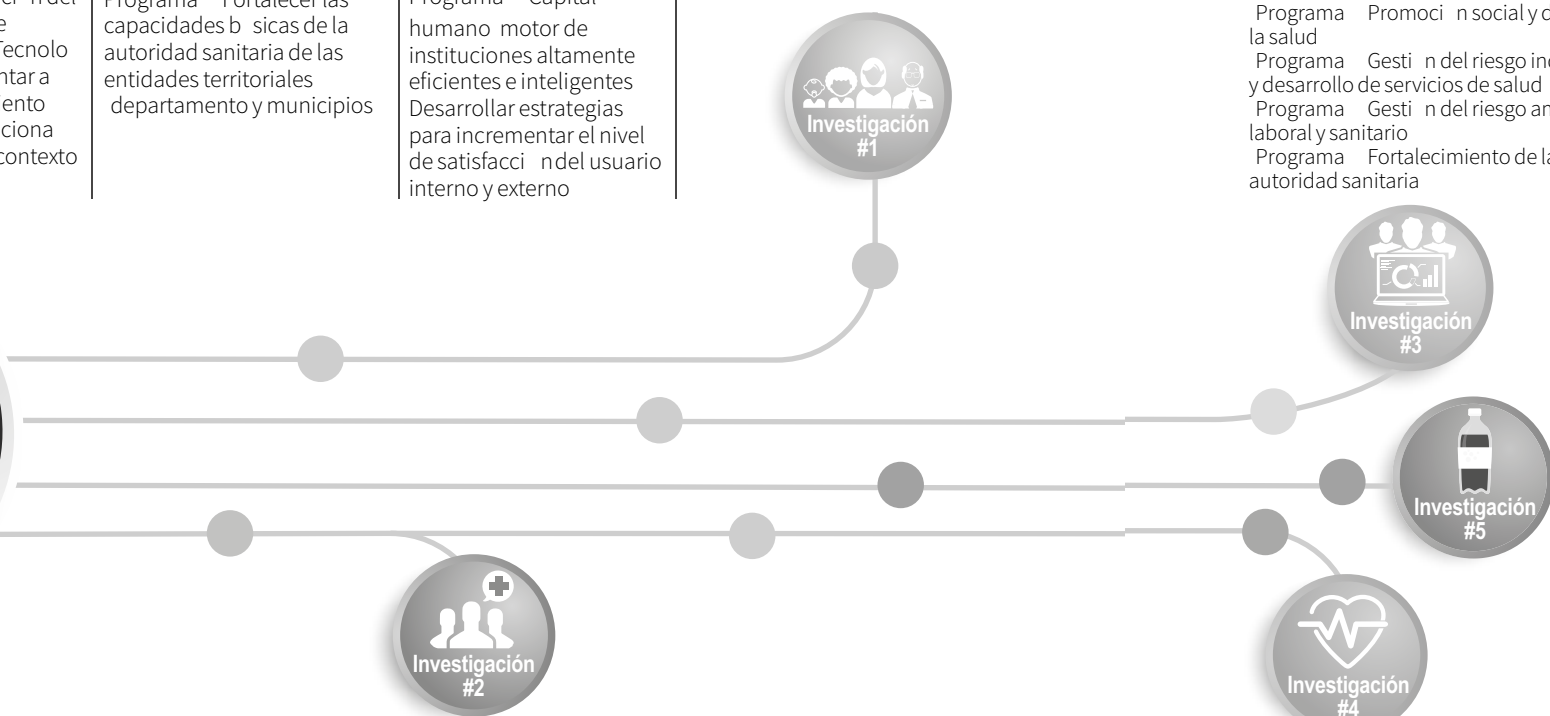 n del
e
ntar a
contexto
Programa Fortalecer las
capacidades b sicas de la
autoridad sanitaria de las
entidades territoriales
departamento y municipios
Programa Capital
humano motor de
instituciones altamente
eficientes e inteligentes
Desarrollar estrategias
para incrementar el nivel
de satisfacci n del usuario
interno y externo
Investigación
#1
Programa Promoci n social y
la salud
Programa Gesti n del riesgo
y desarrollo de servicios de salud
Programa Gesti n del riesgo
laboral y sanitario
Programa Fortalecimiento de
autoridad sanitaria
Investigación
#3
Investigación
#5
Investigación
#2
Investigación
#4